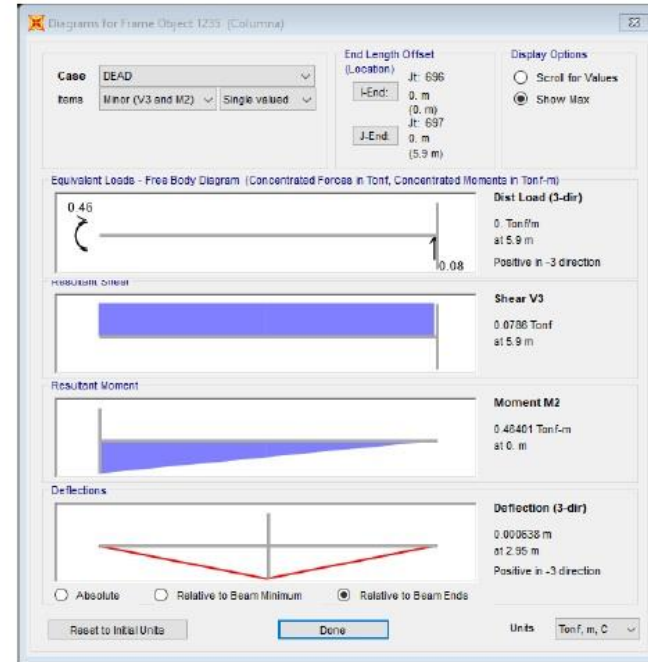 Diagrams for Frame Object 1235 (Columna)
End Length Offset
(Location)
Display Options
Case DEAD
Items Minor (V3 and M2) Single valued
Jt: 696
I-End: 0. m
(0. m)
Jt: 697
J-End: 0. m
(5.9 m)
Scroll for Values
Show Max
Equivalent Loads - Free Body Diagram (Concentrated Forces in Tonf, Concentrated Moments in Tonf-m)
0.46
0.08
Dist Load (3-dir)
0. Tonf/m
at 5.9 m
Positive in -3 direction
Resultant Shear
Shear V3
0.0786 Tonf
at 5.9 m
Resultant Moment
Moment M2
0.46401 Tonf-m
at 0. m
Deflections
Deflection (3-dir)
0.000638 m
at 2.95 m
Positive in -3 direction
Absolute Relative to Beam Minimum Relative to Beam Ends
Reset to Initial Units Done Units Tonf, m, C